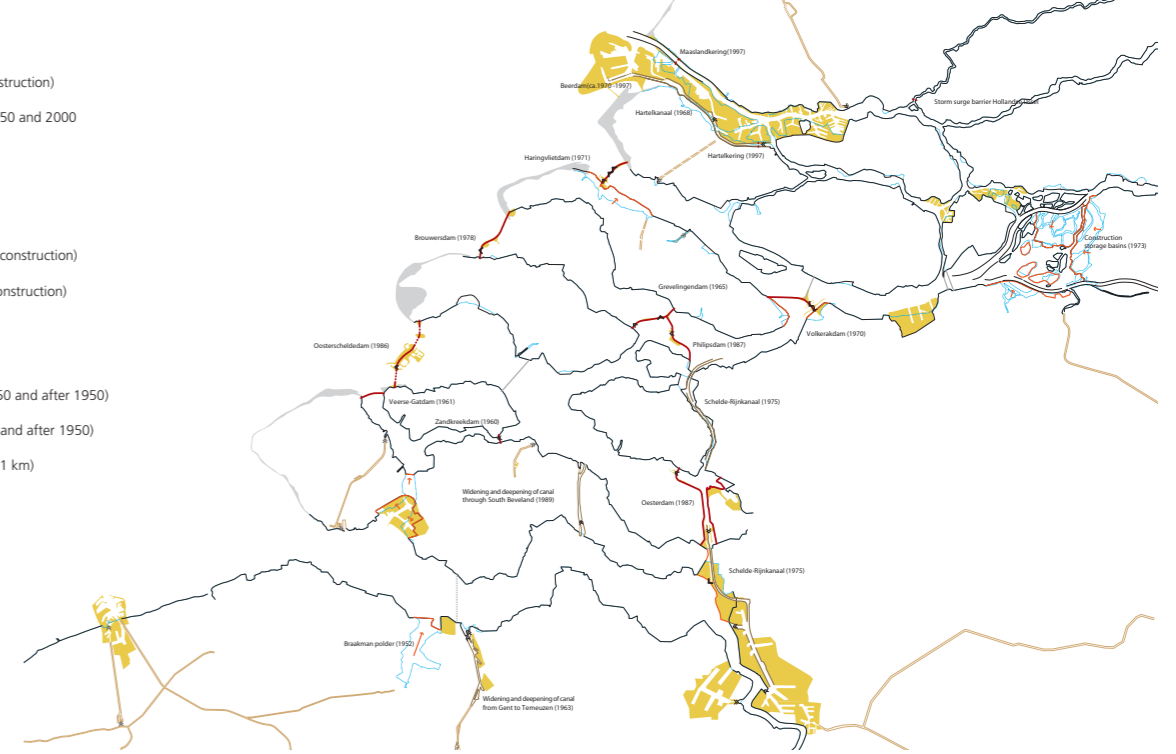 struction)
50 and 2000
construction)
onstruction)
50 and after 1950)
and after 1950)
1 km)
Maaslandkering(1997)
Beerdam(ca.1970 -1997)
Storm surge barrier Hollandse IJssel
Hartelkanaal (1968)
Hartelkering (1997)
Haringvlietdam (1971)
Brouwersdam (1978)
Construction
storage basins (1973)
Grevelingendam (1965)
Volkerakdam (1970)
Oosterscheldedam (1986)
Philipsdam (1987)
Veerse-Gatdam (1961)
Schelde-Rijnkanaal (1975)
Zandkreekdam (1960)
Widening and deepening of canal
through South Beveland (1989)
Oesterdam (1987)
Schelde-Rijnkanaal (1975)
Braakman polder (1952)
Widening and deepening of canal
from Gent to Terneuzen (1963)